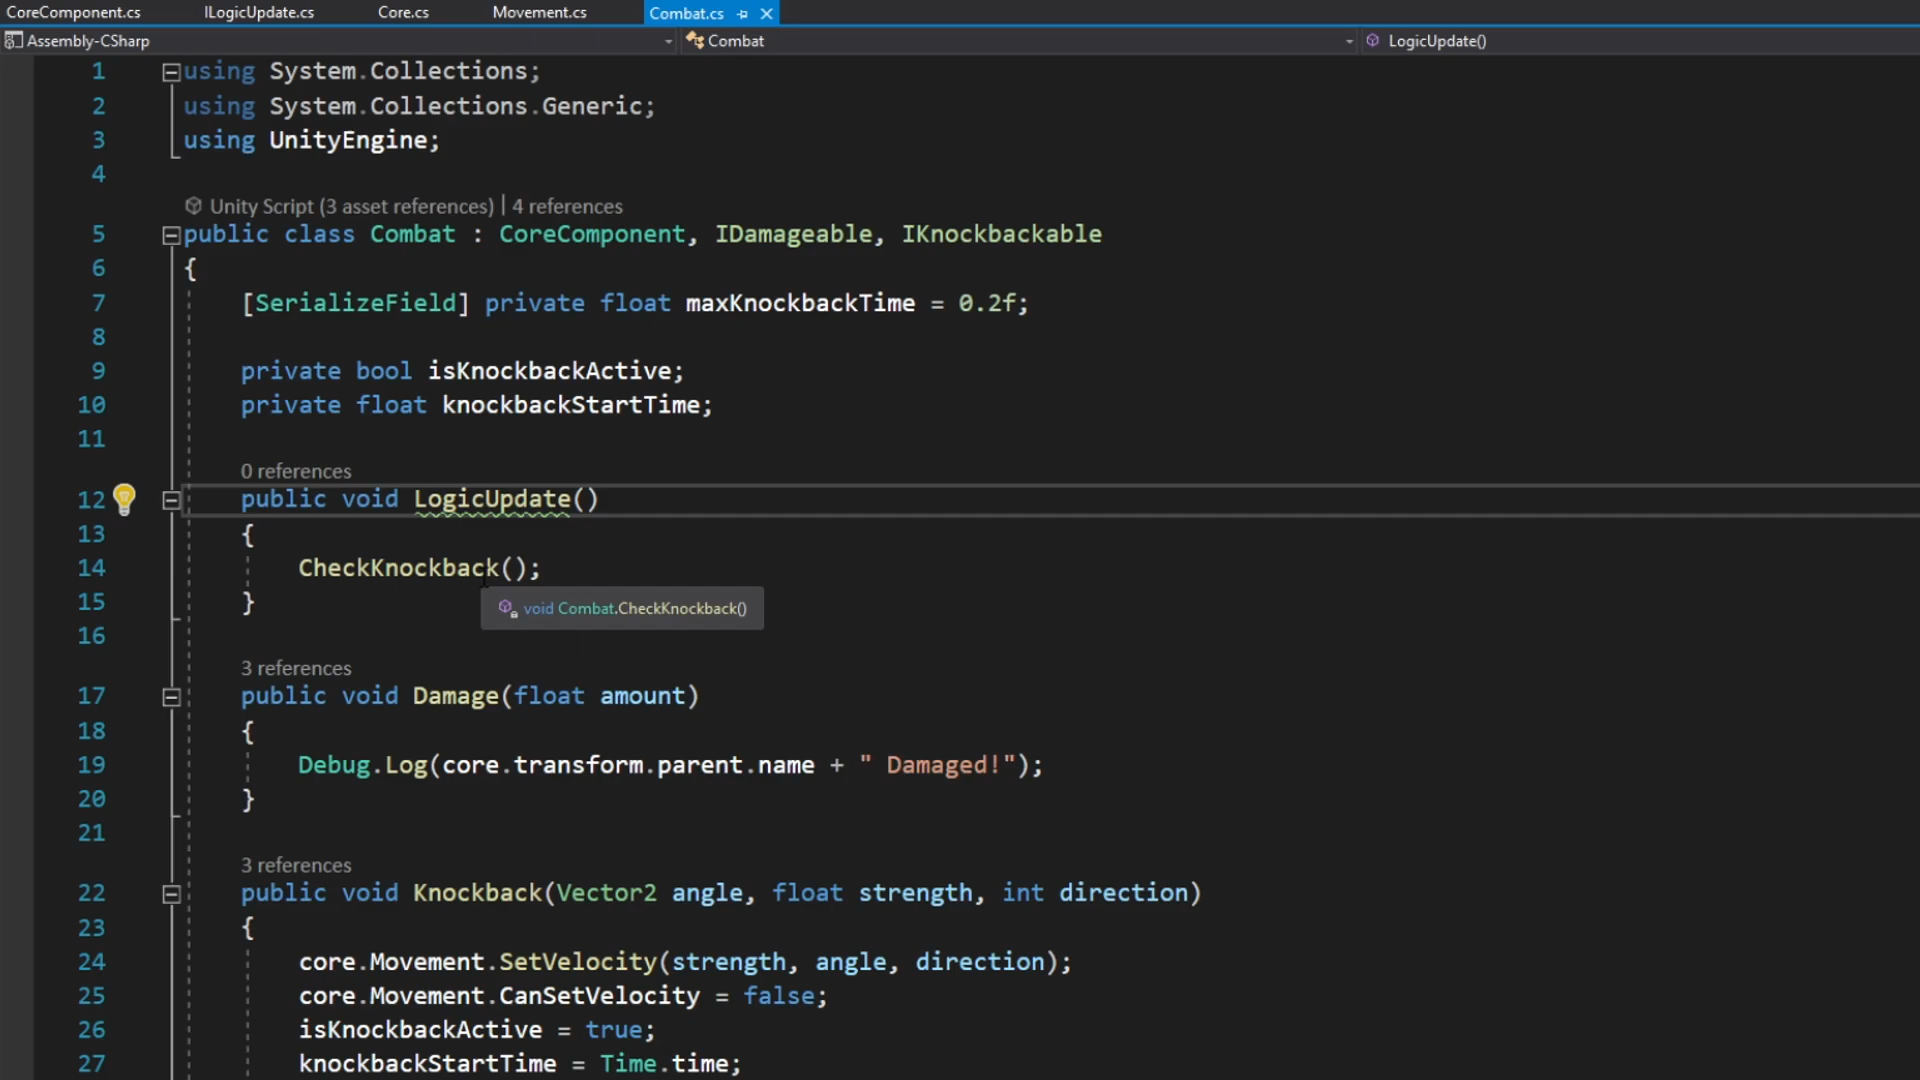 CoreComponent.cs ILogicUpdate.cs Core.cs Movement.cs Combat.cs
Assembly-CSharp Combat LogicUpdate()
1 using System.Collections;
2 using System.Collections.Generic;
3 using UnityEngine;
4
Unity Script (3 asset references) | 4 references
5 public class Combat : CoreComponent, IDamageable, IKnockbackable
6 {
7 [SerializeField] private float maxKnockbackTime = 0.2f;
8
9 private bool isKnockbackActive;
10 private float knockbackStartTime;
11
0 references
12 public void LogicUpdate()
13 {
14 CheckKnockback();
15 }
void Combat.CheckKnockback()
16
3 references
17 public void Damage(float amount)
18 {
19 Debug.Log(core.transform.parent.name + " Damaged!");
20 }
21
3 references
22 public void Knockback(Vector2 angle, float strength, int direction)
23 {
24 core.Movement.SetVelocity(strength, angle, direction);
25 core.Movement.CanSetVelocity = false;
26 isKnockbackActive = true;
27 knockbackStartTime = Time.time;